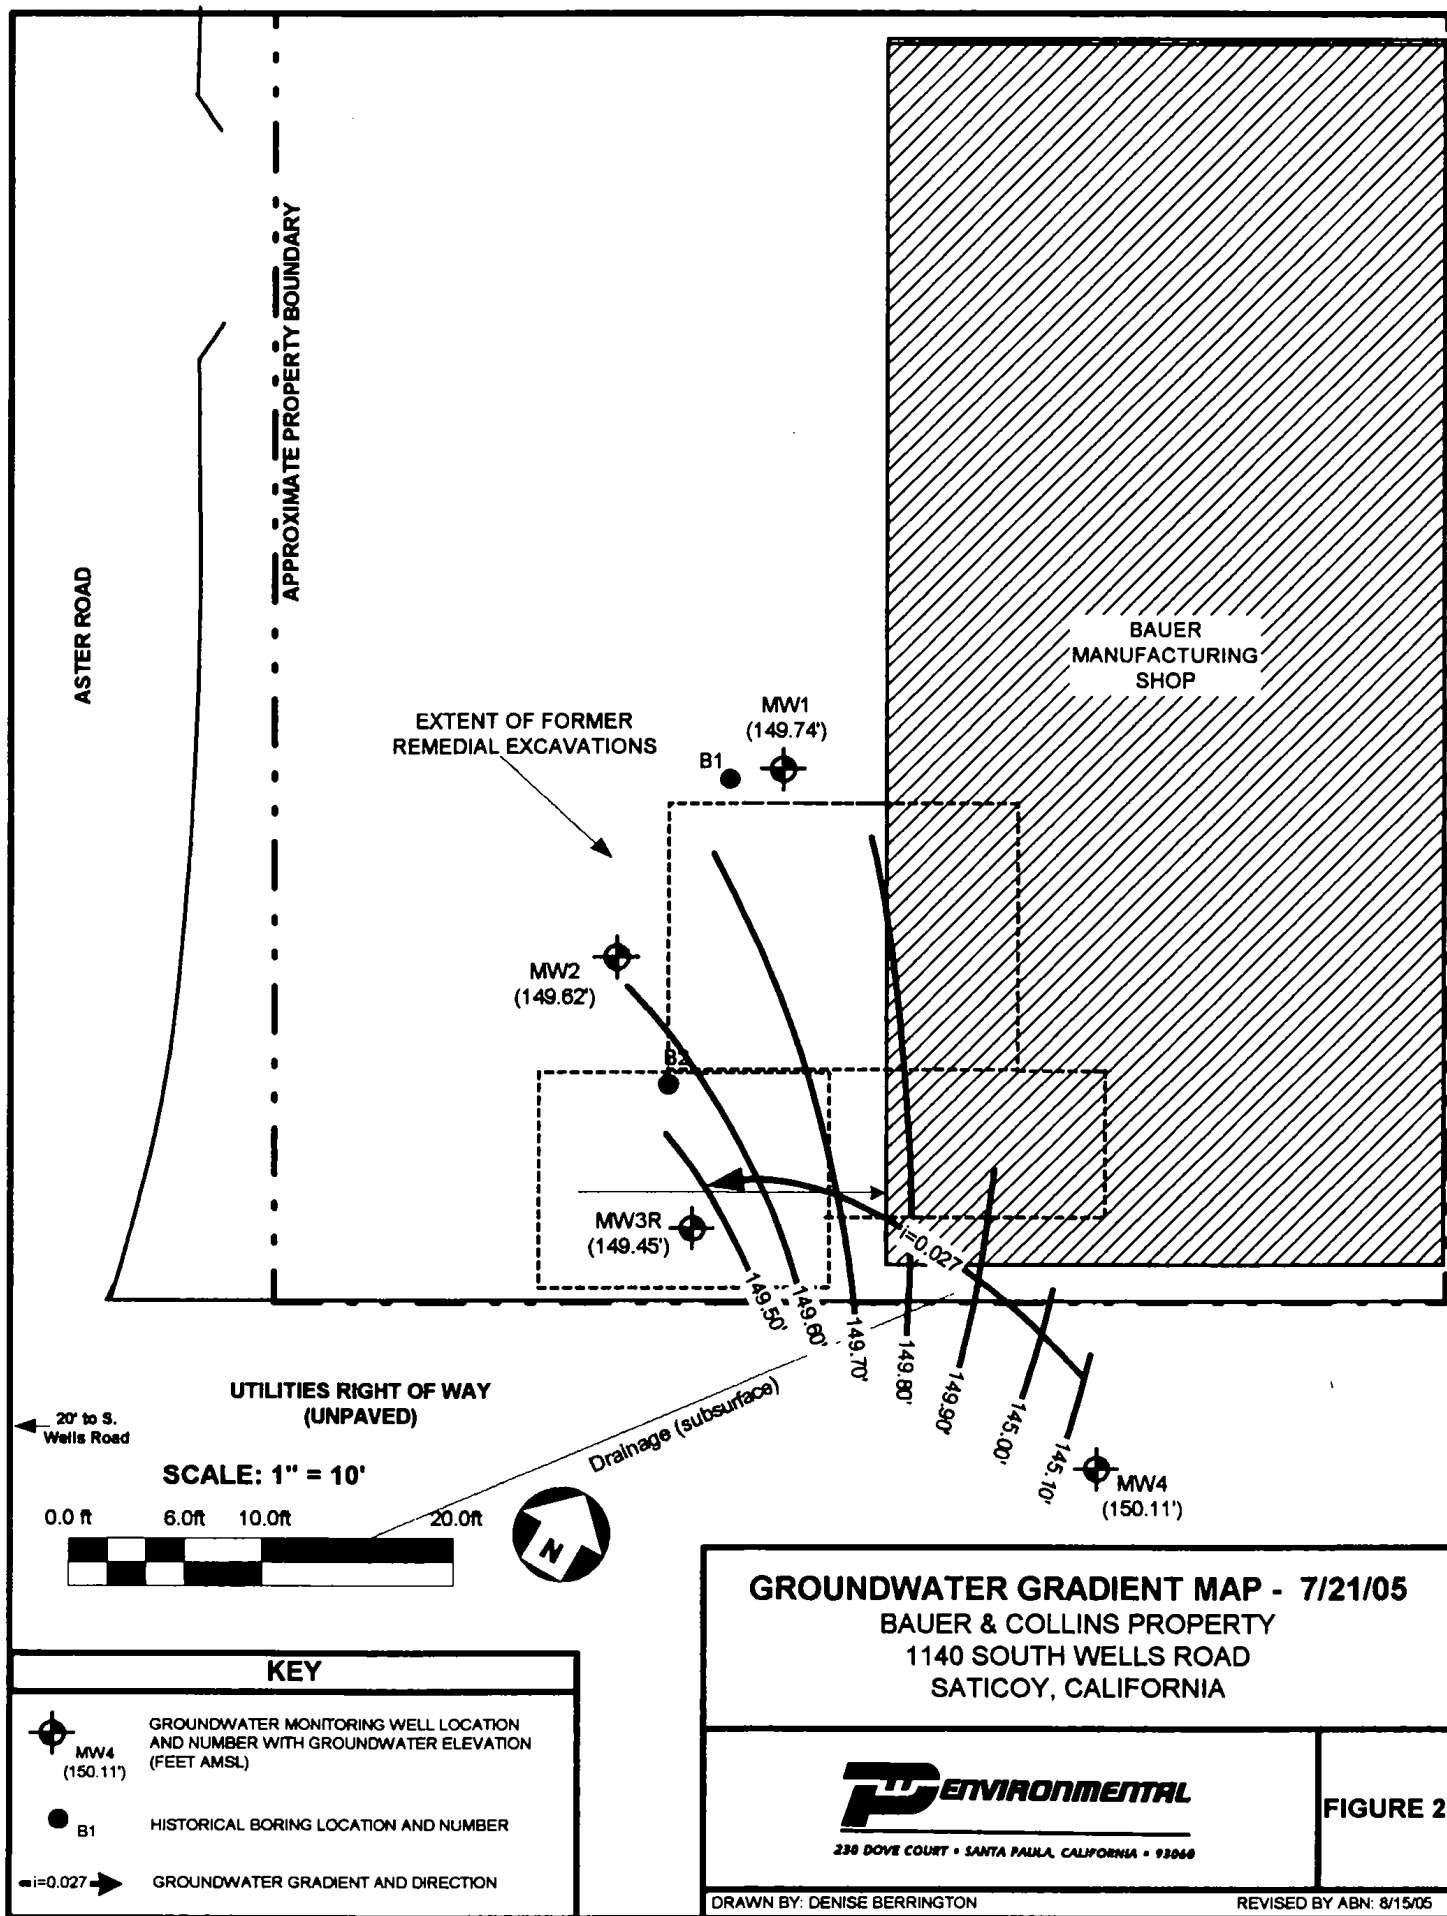 APPROXIMATE PROPERTY BOUNDARY
ASTER ROAD
BAUER
MANUFACTURING
SHOP
EXTENT OF FORMER
REMEDIAL EXCAVATIONS
MW1
(149.74')
B1
MW2
(149.62')
B2
MW3R
(149.45')
i=0.027
149.50'
149.60'
149.70'
149.80'
149.90'
145.00'
145.10'
MW4
(150.11')
UTILITIES RIGHT OF WAY
(UNPAVED)
20' to S.
Wells Road
Drainage (subsurface)
SCALE: 1" = 10'
0.0 ft 6.0ft 10.0ft 20.0ft
N
GROUNDWATER GRADIENT MAP - 7/21/05
BAUER & COLLINS PROPERTY
1140 SOUTH WELLS ROAD
SATICOY, CALIFORNIA
KEY
MW4
(150.11')
GROUNDWATER MONITORING WELL LOCATION
AND NUMBER WITH GROUNDWATER ELEVATION
(FEET AMSL)
B1
HISTORICAL BORING LOCATION AND NUMBER
i=0.027
GROUNDWATER GRADIENT AND DIRECTION
ENVIRONMENTAL
230 DOVE COURT • SANTA PAULA, CALIFORNIA • 93060
FIGURE 2
DRAWN BY: DENISE BERRINGTON
REVISED BY ABN: 8/15/05